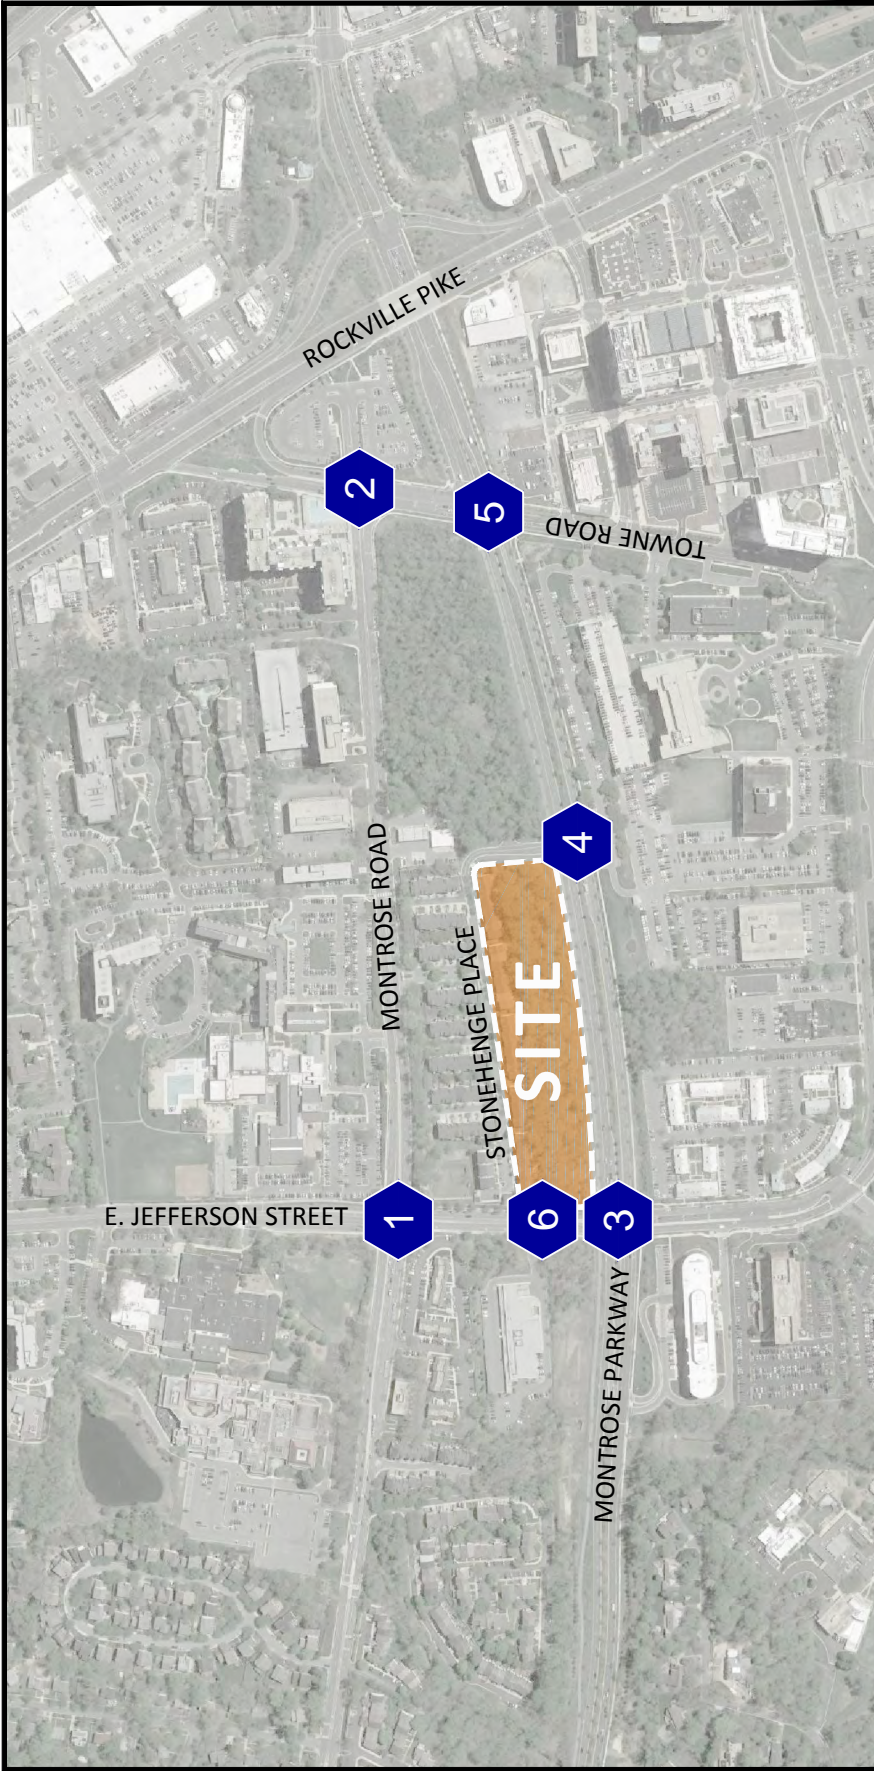 ROCKVILLE PIKE
2
5
TOWNE ROAD
MONTROSE ROAD
4
STONEHENGE PLACE
SITE
E. JEFFERSON STREET
1
6
3
MONTROSE PARKWAY